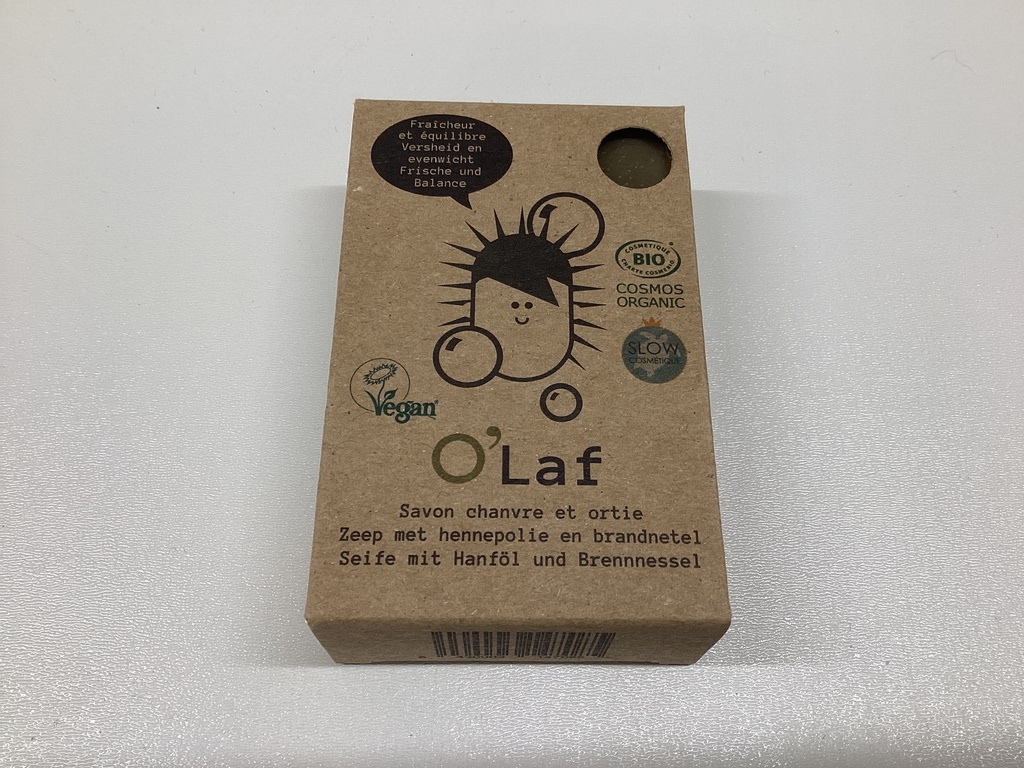 Fraîcheur
et équilibre
Versheid en
evenwicht
Frische und
Balance
COSMETIQUE
BIO
CHARTE COSMEBIO
COSMOS
ORGANIC
SLOW
COSMÉTIQUE
Vegan
O'Laf
Savon chanvre et ortie
Zeep met hennepolie en brandnetel
Seife mit Hanföl und Brennnessel